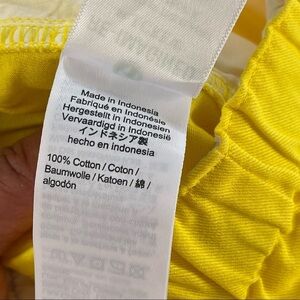 Made in Indonesia
Fabriqué en Indonésie
Hergestellt in Indonesien
Vervaardigd in Indonesië
インドネシア製
hecho en indonesia
100% Cotton / Coton /
Baumwolle / Katoen / 綿 /
algodón